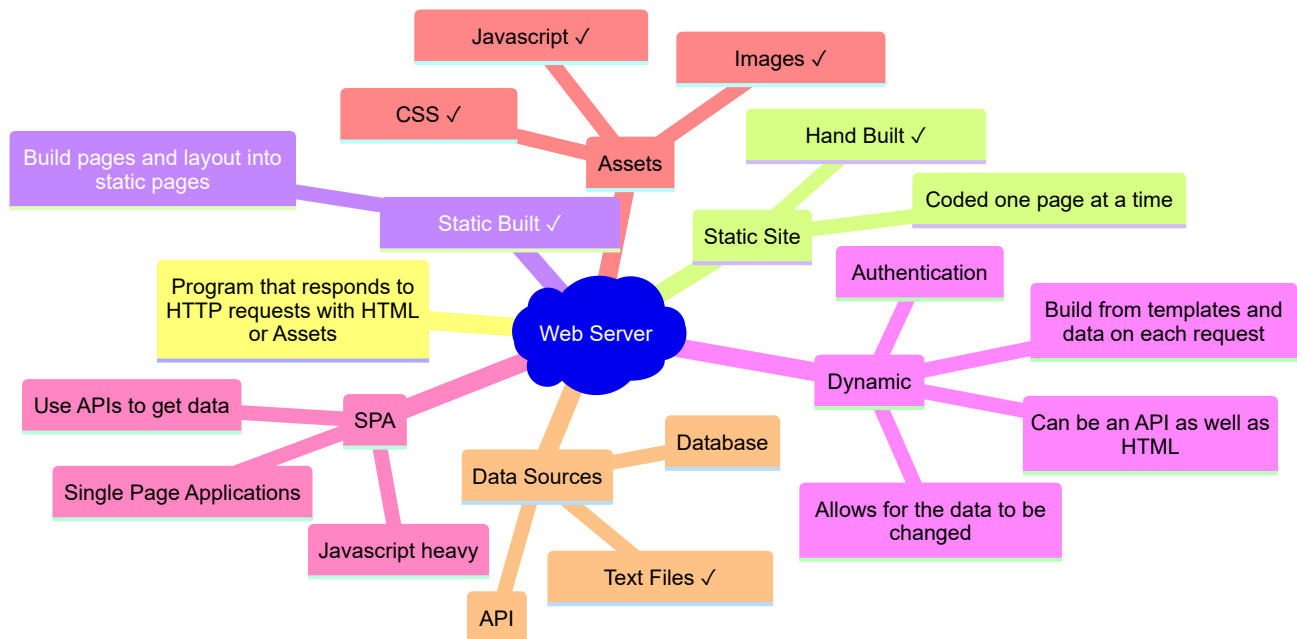 Javascript ✓
Images ✓
CSS ✓
Hand Built ✓
Build pages and layout into
static pages
Assets
Coded one page at a time
Static Built ✓
Static Site
Authentication
Program that responds to
HTTP requests with HTML
or Assets
Build from templates and
data on each request
Web Server
Dynamic
Use APIs to get data
SPA
Can be an API as well as
HTML
Database
Data Sources
Single Page Applications
Allows for the data to be
changed
Javascript heavy
Text Files ✓
API